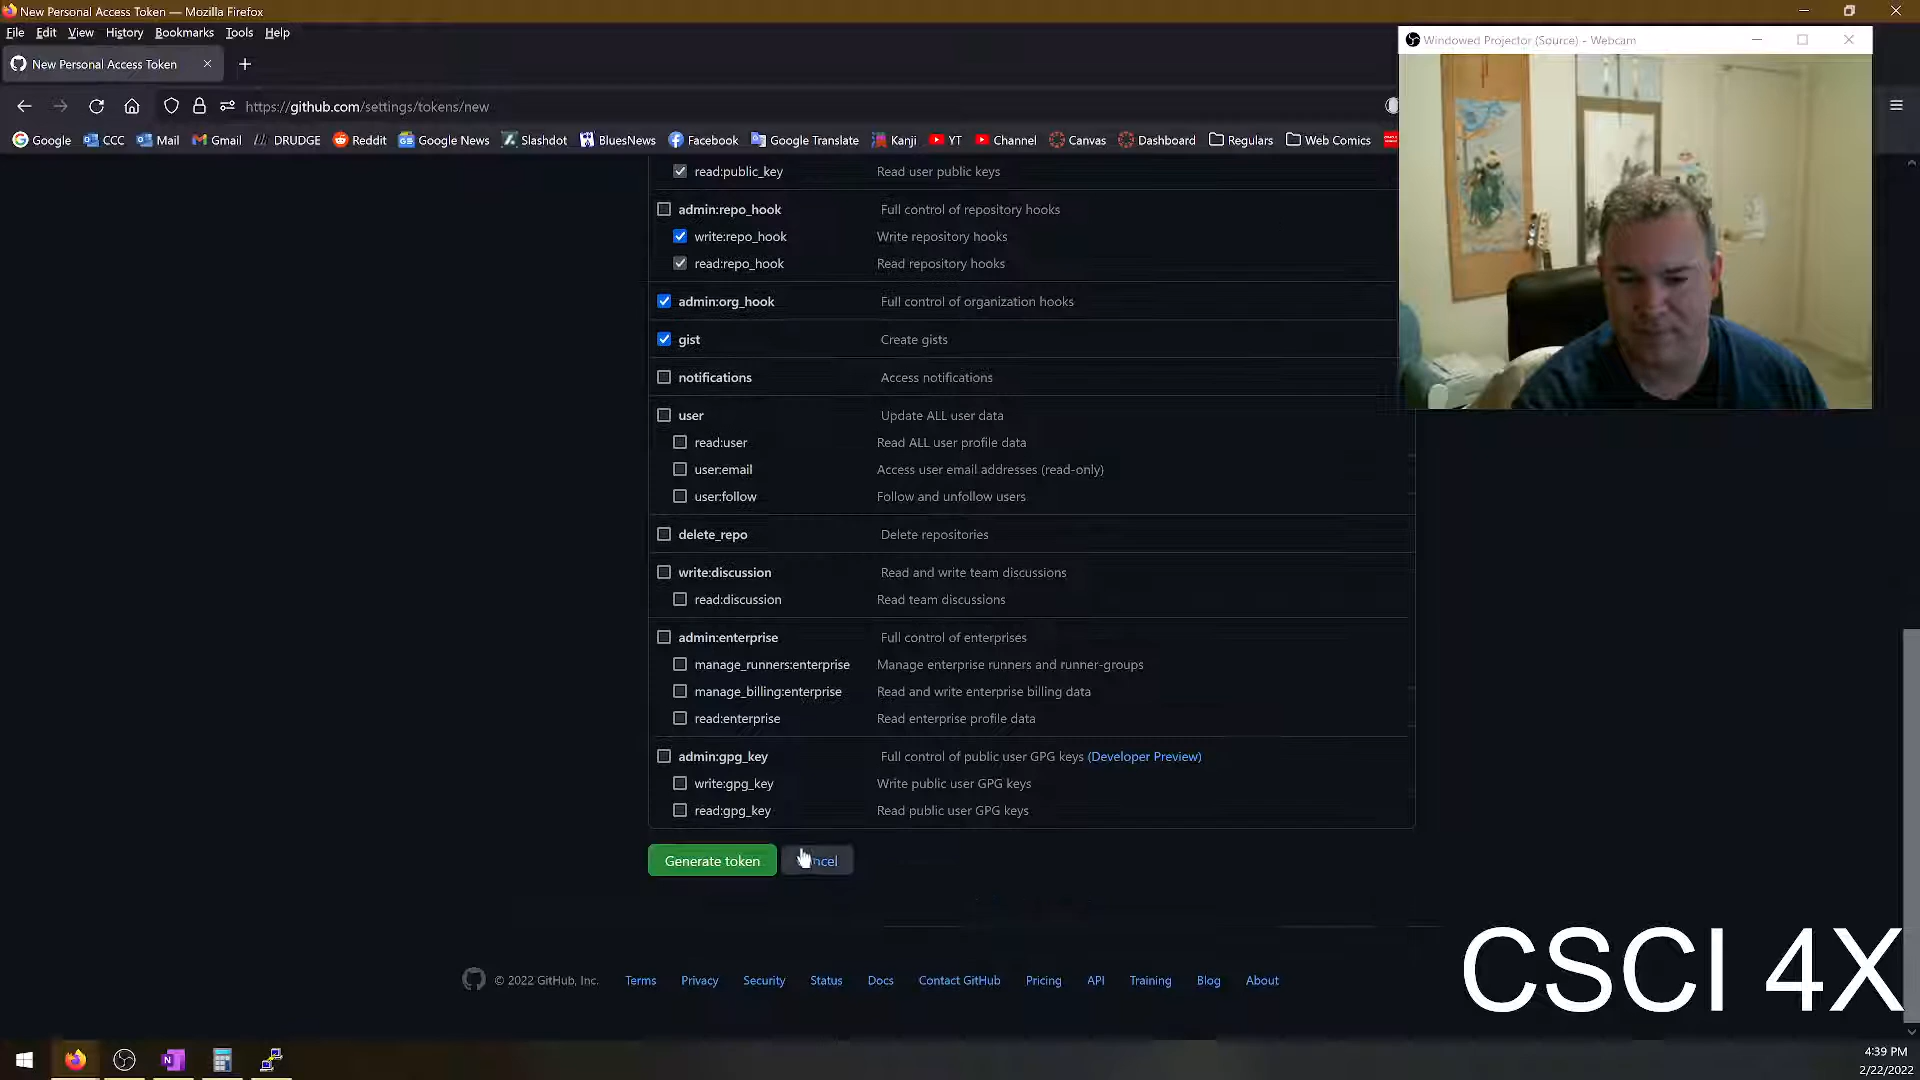 New Personal Access Token — Mozilla Firefox
File Edit View History Bookmarks Tools Help
Windowed Projector (Source) - Webcam
New Personal Access Token
https://github.com/settings/tokens/new
Google CCC Mail Gmail DRUDGE Reddit Google News Slashdot BluesNews Facebook Google Translate Kanji YT Channel Canvas Dashboard Regulars Web Comics
read:public_key Read user public keys
admin:repo_hook Full control of repository hooks
write:repo_hook Write repository hooks
read:repo_hook Read repository hooks
admin:org_hook Full control of organization hooks
gist Create gists
notifications Access notifications
user Update ALL user data
read:user Read ALL user profile data
user:email Access user email addresses (read-only)
user:follow Follow and unfollow users
delete_repo Delete repositories
write:discussion Read and write team discussions
read:discussion Read team discussions
admin:enterprise Full control of enterprises
manage_runners:enterprise Manage enterprise runners and runner-groups
manage_billing:enterprise Read and write enterprise billing data
read:enterprise Read enterprise profile data
admin:gpg_key Full control of public user GPG keys (Developer Preview)
write:gpg_key Write public user GPG keys
read:gpg_key Read public user GPG keys
Generate token
© 2022 GitHub, Inc. Terms Privacy Security Status Docs Contact GitHub Pricing API Training Blog About
CSCI 4X
4:39 PM
2/22/2022